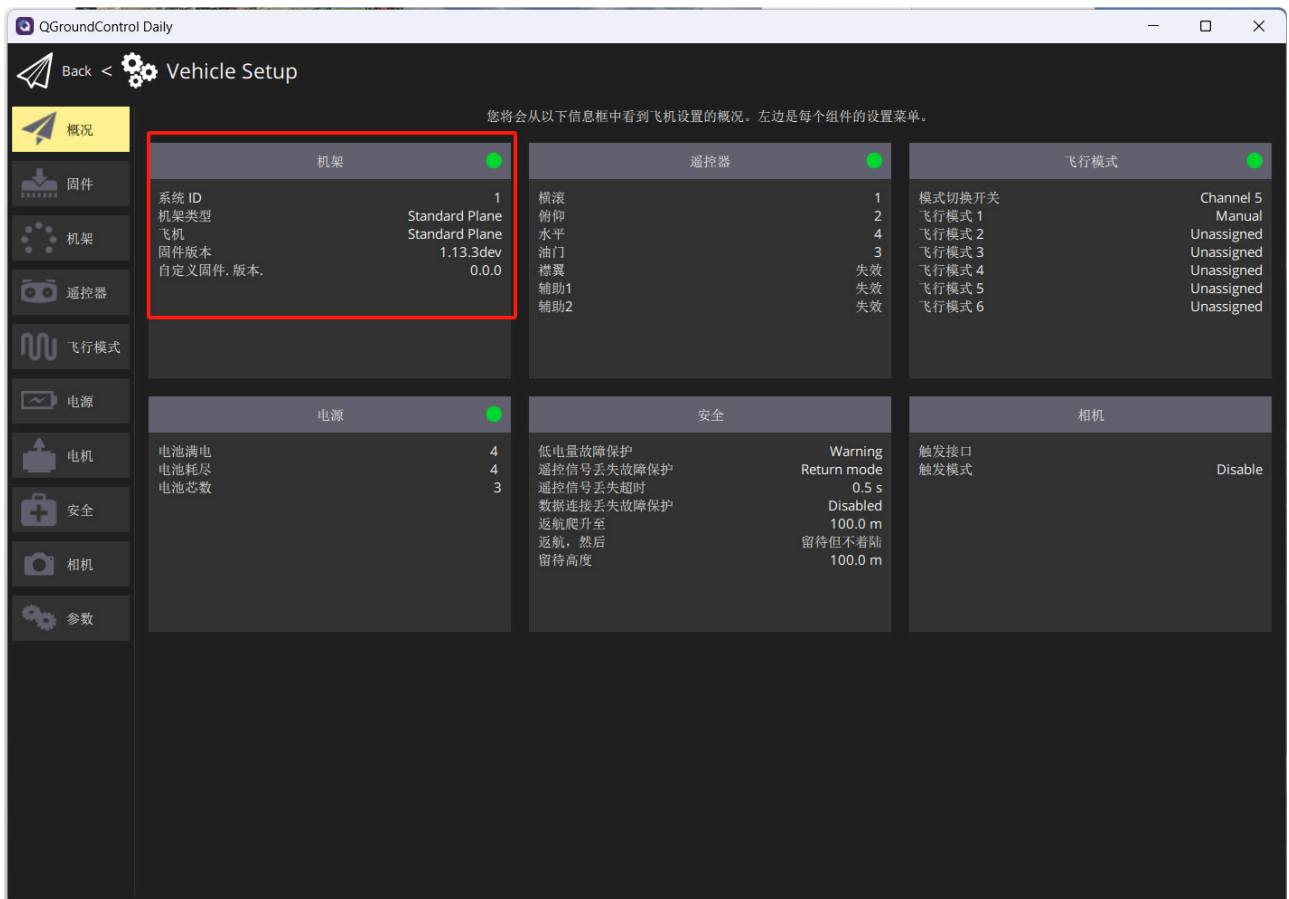 QGroundControl Daily
Back < Vehicle Setup
您将会从以下信息框中看到飞机设置的概况。左边是每个组件的设置菜单。
概况
固件
机架
遥控器
飞行模式
电源
电机
安全
相机
参数
机架
系统 ID 1
机架类型 Standard Plane
飞机 Standard Plane
固件版本 1.13.3dev
自定义固件. 版本. 0.0.0
遥控器
横滚 1
俯仰 2
水平 4
油门 3
襟翼 失效
辅助1 失效
辅助2 失效
飞行模式
模式切换开关 Channel 5
飞行模式 1 Manual
飞行模式 2 Unassigned
飞行模式 3 Unassigned
飞行模式 4 Unassigned
飞行模式 5 Unassigned
飞行模式 6 Unassigned
电源
电池满电 4
电池耗尽 4
电池芯数 3
安全
低电量故障保护 Warning
遥控信号丢失故障保护 Return mode
遥控信号丢失超时 0.5 s
数据连接丢失故障保护 Disabled
返航爬升至 100.0 m
返航，然后 留待但不着陆
留待高度 100.0 m
相机
触发接口
触发模式 Disable